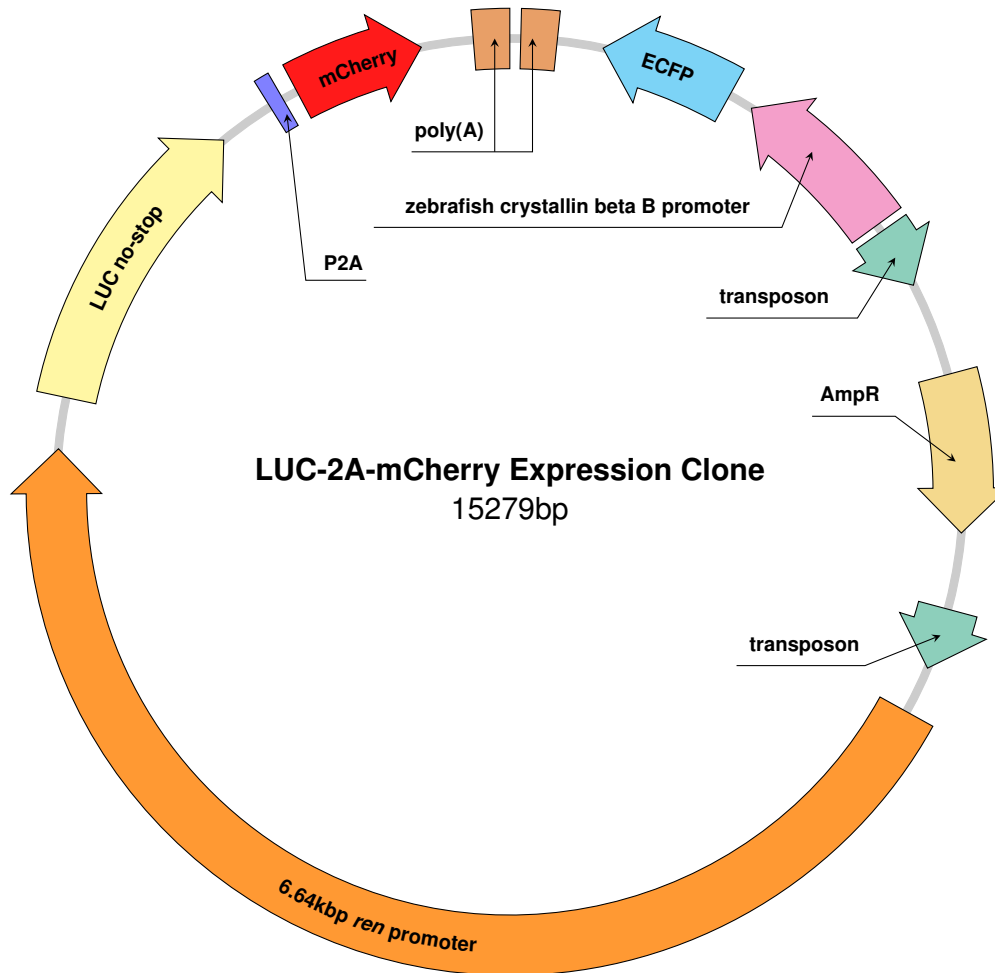 mCherry
ECFP
poly(A)
zebrafish crystallin beta B promoter
P2A
LUC no-stop
transposon
AmpR
LUC-2A-mCherry Expression Clone
15279bp
transposon
6.64kbp ren promoter